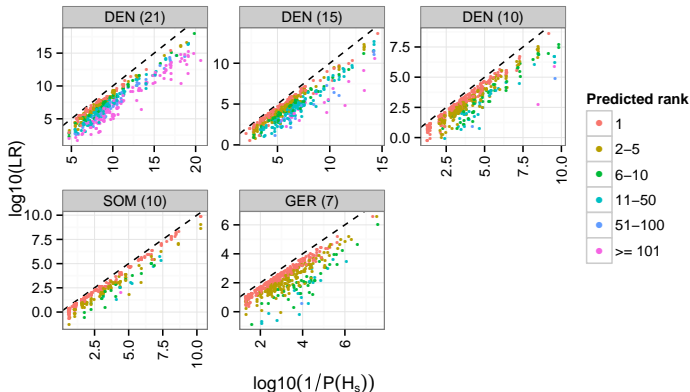 DEN (21) DEN (15) DEN (10)
15
10
5
5 10 15 20
10
5
0
5 10 15
7.5
5.0
2.5
0.0
2.5 5.0 7.5 10.0
Predicted rank
1
2–5
6–10
11–50
51–100
>= 101
log10(LR)
SOM (10) GER (7)
10.0
7.5
5.0
2.5
0.0
2.5 5.0 7.5 10.0
6
4
2
0
2 4 6
log10(1/P(Hs))